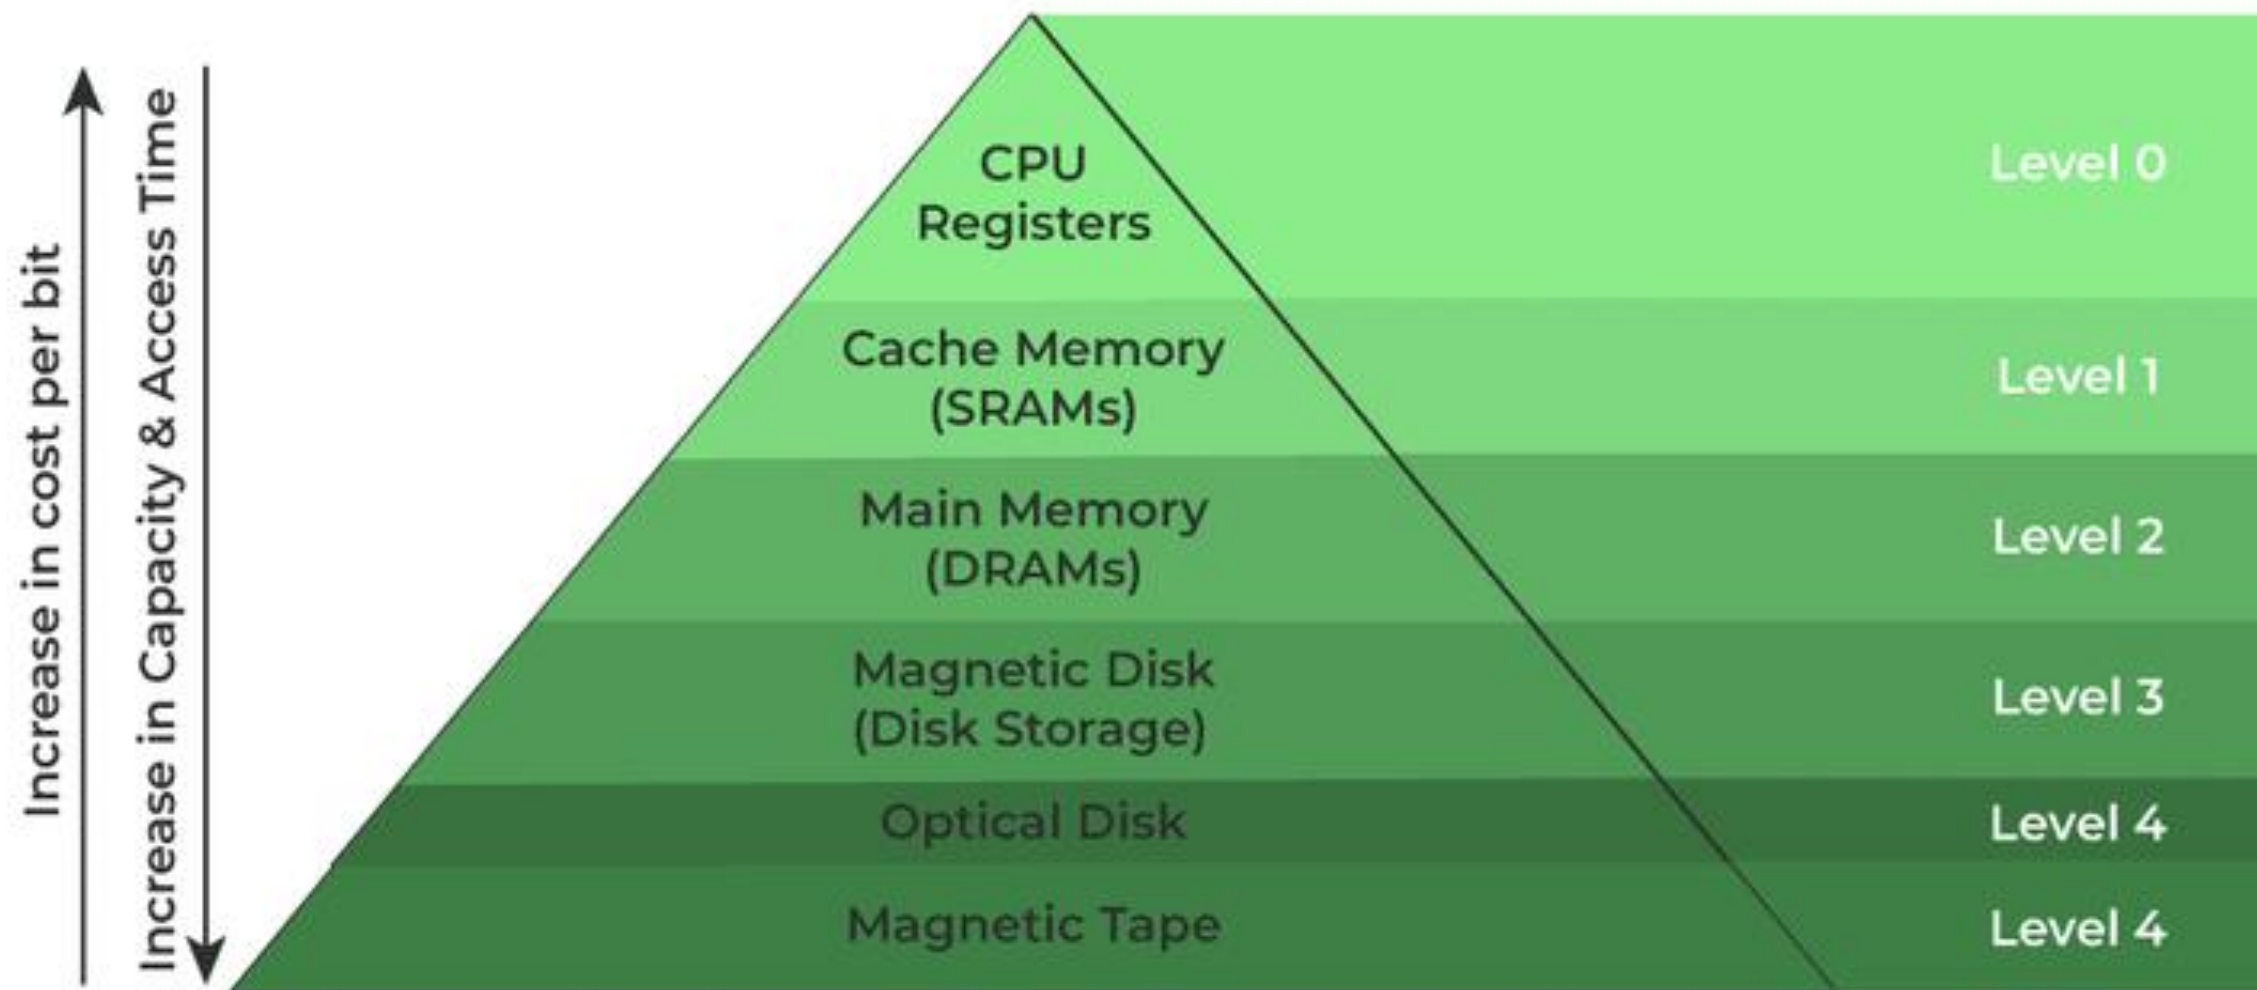 Increase in cost per bit
Increase in Capacity & Access Time
CPU
Registers
Level 0
Cache Memory
(SRAMs)
Level 1
Main Memory
(DRAMs)
Level 2
Magnetic Disk
(Disk Storage)
Level 3
Optical Disk
Level 4
Magnetic Tape
Level 4